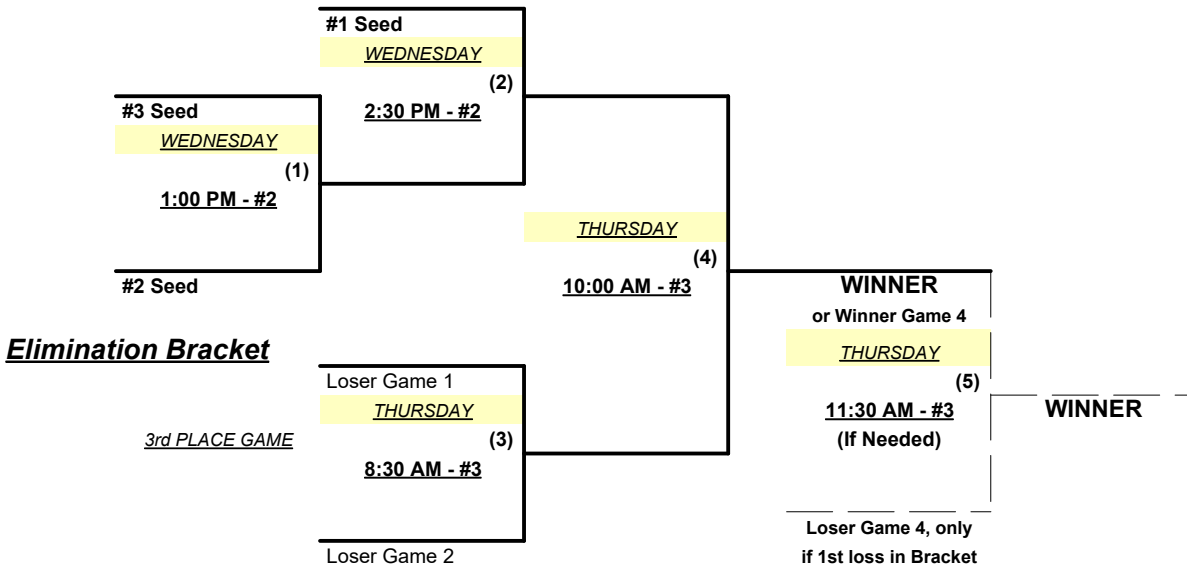 #1 Seed
WEDNESDAY
(2)
2:30 PM - #2
#3 Seed
WEDNESDAY
(1)
1:00 PM - #2
#2 Seed
THURSDAY
(4)
10:00 AM - #3
WINNER
or Winner Game 4
THURSDAY
(5)
11:30 AM - #3
(If Needed)
WINNER
Loser Game 4, only
if 1st loss in Bracket
Elimination Bracket
Loser Game 1
THURSDAY
3rd PLACE GAME
(3)
8:30 AM - #3
Loser Game 2